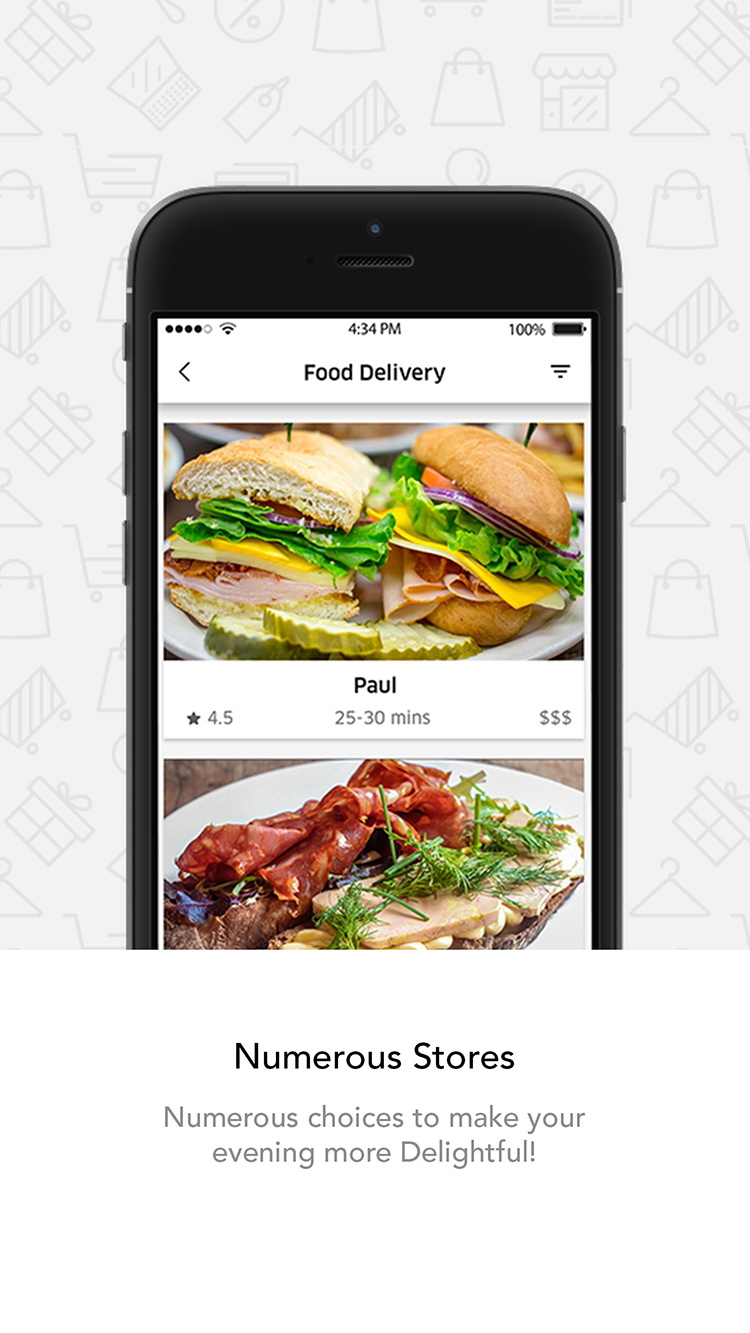 4:34 PM
100%
Food Delivery
Paul
4.5
25-30 mins
$$$
Numerous Stores
Numerous choices to make your
evening more Delightful!